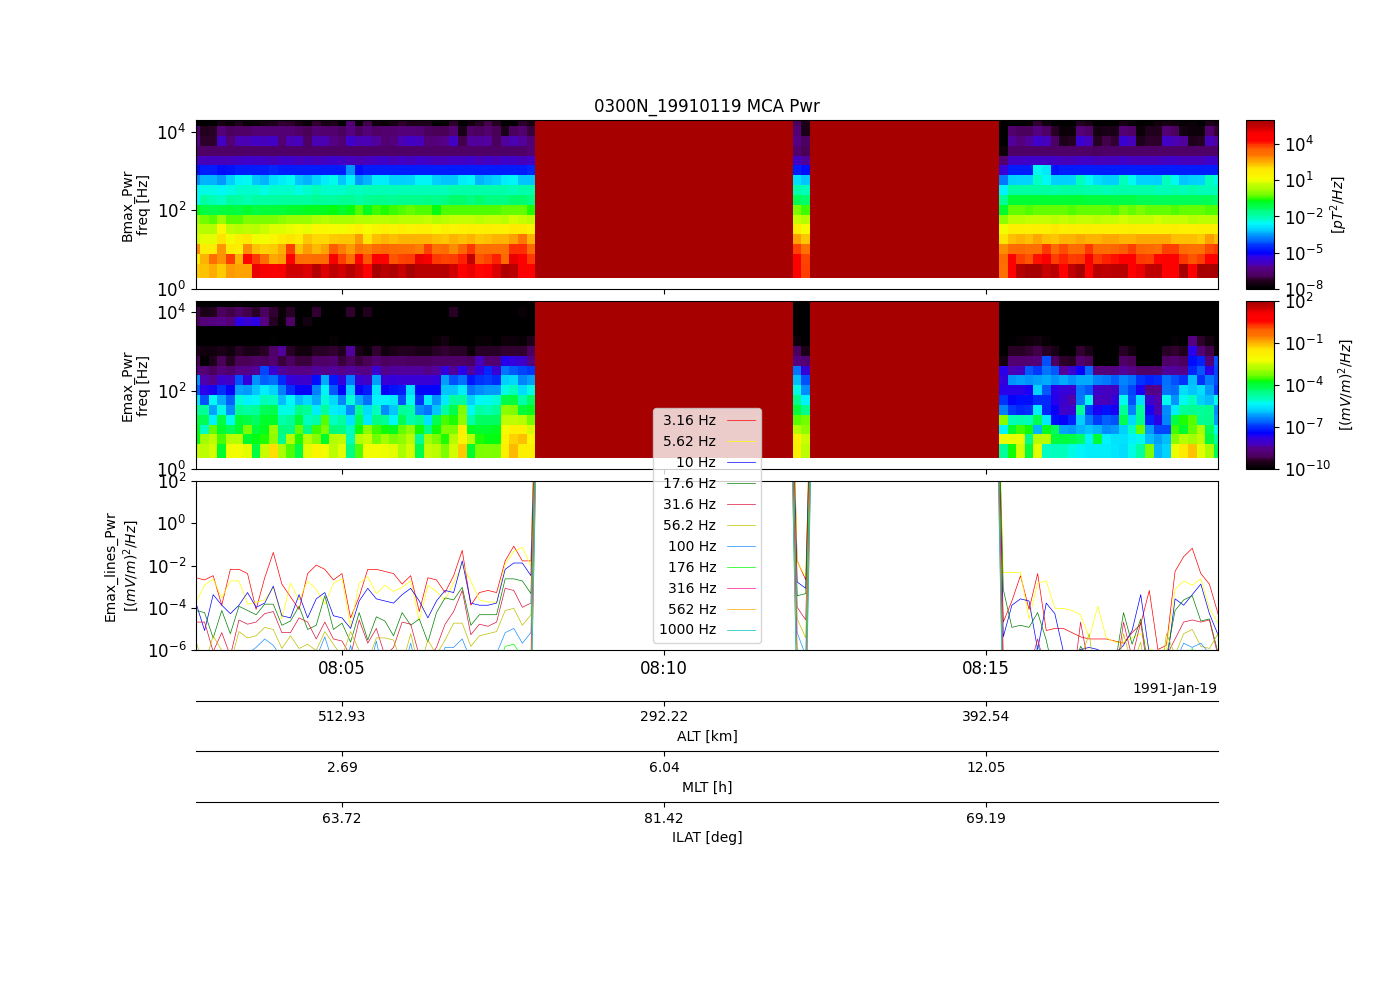 0300N_19910119 MCA Pwr
10^4
10^2
10^0
Bmax_Pwr
freq [Hz]
10^4
10^1
10^-2
10^-5
10^-8
[pT^2/Hz]
10^4
10^2
10^0
Emax_Pwr
freq [Hz]
10^2
10^-1
10^-4
10^-7
10^-10
[(mV/m)^2/Hz]
3.16 Hz
5.62 Hz
10 Hz
17.6 Hz
31.6 Hz
56.2 Hz
100 Hz
176 Hz
316 Hz
562 Hz
1000 Hz
10^2
10^0
10^-2
10^-4
10^-6
Emax_lines_Pwr
[(mV/m)^2/Hz]
08:05 08:10 08:15
1991-Jan-19
512.93 292.22 392.54
ALT [km]
2.69 6.04 12.05
MLT [h]
63.72 81.42 69.19
ILAT [deg]